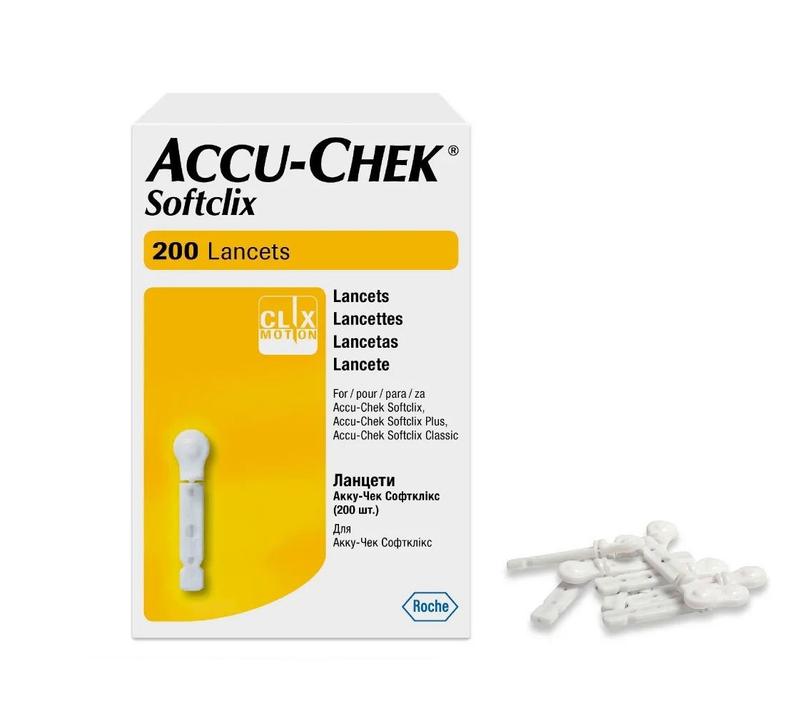 ACCU-CHEK®
Softclix
200 Lancets
CLIX
MOTION
Lancets
Lancettes
Lancetas
Lancete
For / pour / para / za
Accu-Chek Softclix,
Accu-Chek Softclix Plus,
Accu-Chek Softclix Classic
Ланцети
Акку-Чек Софтклікс
(200 шт.)
Для
Акку-Чек Софтклікс
Roche